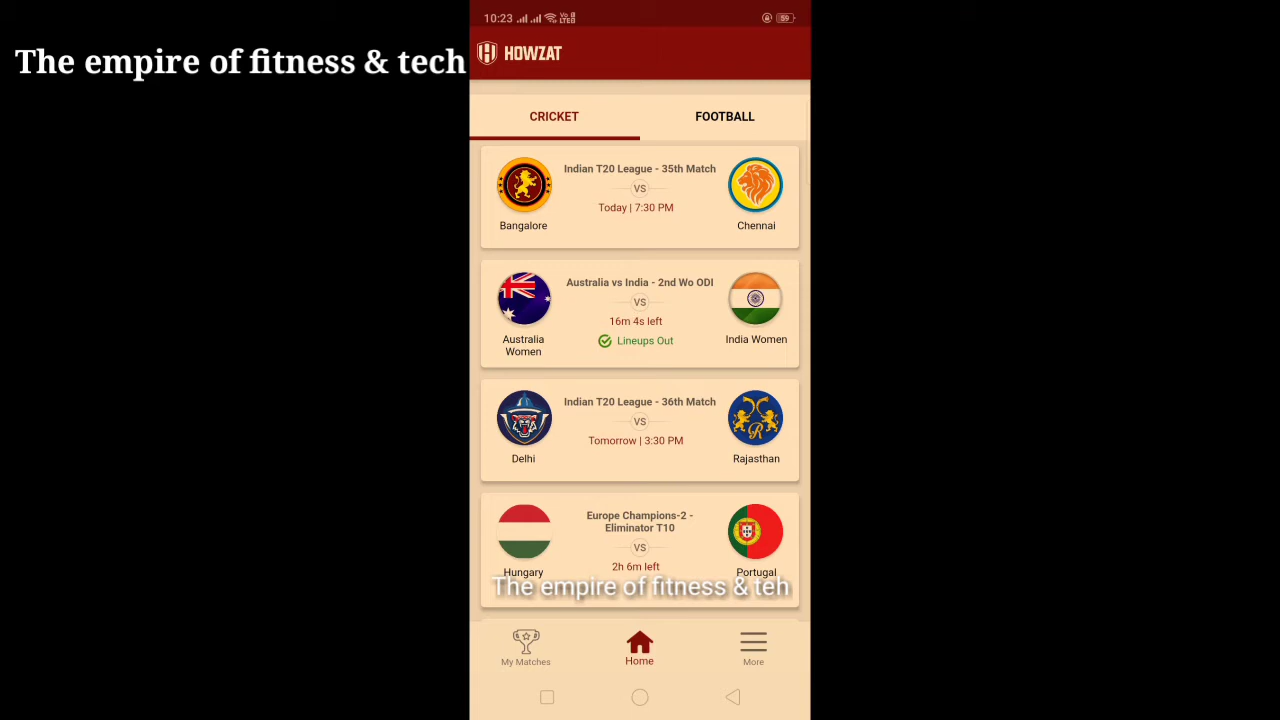 10:23
Vo
LTE
59
The empire of fitness & tech
HOWZAT
CRICKET
FOOTBALL
Indian T20 League - 35th Match
VS
Today | 7:30 PM
Bangalore
Chennai
Australia vs India - 2nd Wo ODI
VS
16m 4s left
Lineups Out
Australia
Women
India Women
Indian T20 League - 36th Match
VS
Tomorrow | 3:30 PM
Delhi
Rajasthan
R
Europe Champions-2 -
Eliminator T10
VS
2h 6m left
Hungary
Portugal
The empire of fitness & teh
My Matches
Home
More